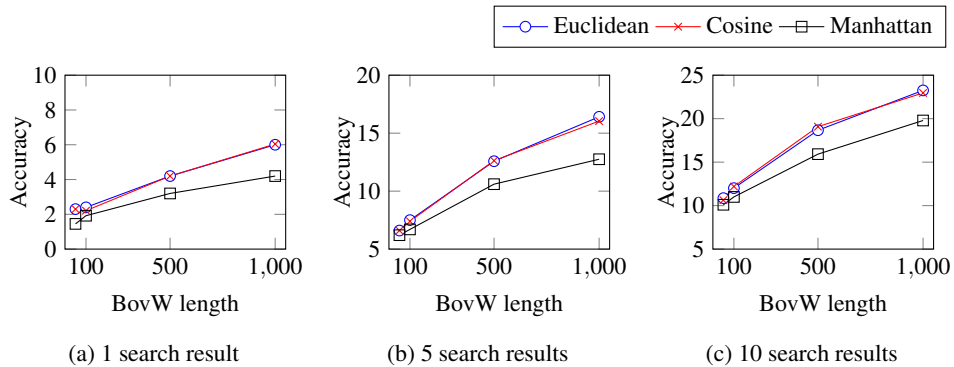 Euclidean Cosine Manhattan
0
2
4
6
8
10
100 500 1,000
Accuracy
BovW length
(a) 1 search result
5
10
15
20
100 500 1,000
Accuracy
BovW length
(b) 5 search results
5
10
15
20
25
100 500 1,000
Accuracy
BovW length
(c) 10 search results